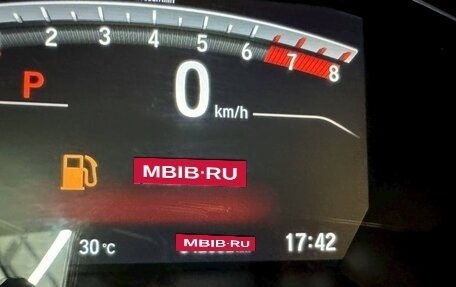 2 3 4 5 6 7 8
P
0 km/h
MBIB·RU
30 °C MBIB·RU 17:42